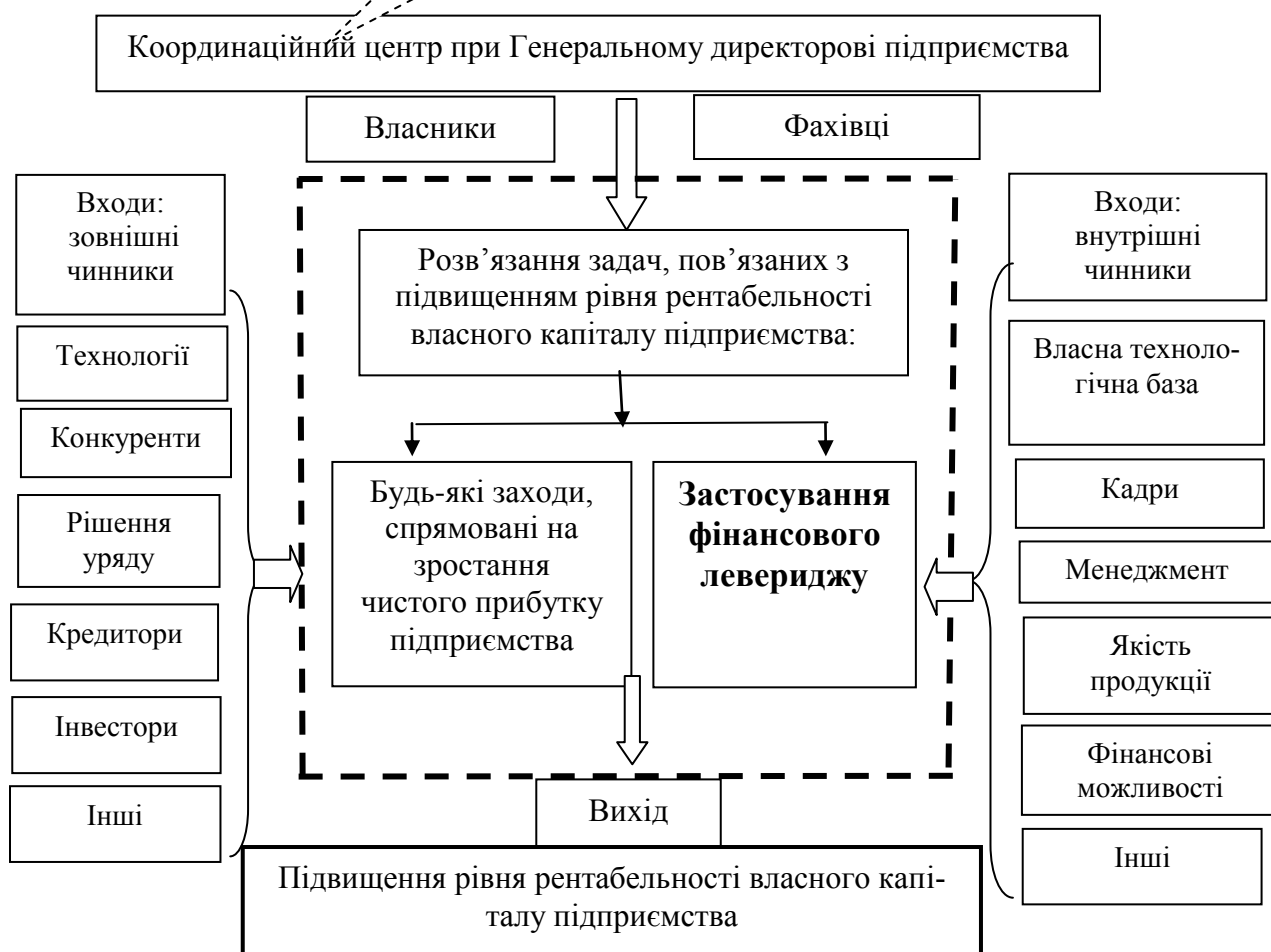 Координаційний центр при Генеральному директорові підприємства
Власники
Фахівці
Входи:
зовнішні
чинники
Технології
Конкуренти
Рішення
уряду
Кредитори
Інвестори
Інші
Розв’язання задач, пов’язаних з
підвищенням рівня рентабельності
власного капіталу підприємства:
Будь-які заходи,
спрямовані на
зростання
чистого прибутку
підприємства
Застосування
фінансового
левериджу
Входи:
внутрішні
чинники
Власна техноло-
гічна база
Кадри
Менеджмент
Якість
продукції
Фінансові
можливості
Інші
Вихід
Підвищення рівня рентабельності власного капі-
талу підприємства